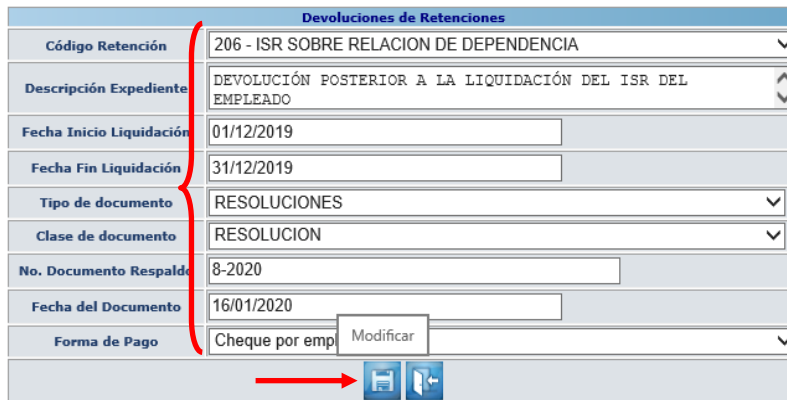 Devoluciones de Retenciones
Código Retención 206 - ISR SOBRE RELACION DE DEPENDENCIA
Descripción Expediente DEVOLUCIÓN POSTERIOR A LA LIQUIDACIÓN DEL ISR DEL
EMPLEADO
Fecha Inicio Liquidación 01/12/2019
Fecha Fin Liquidación 31/12/2019
Tipo de documento RESOLUCIONES
Clase de documento RESOLUCION
No. Documento Respaldo 8-2020
Fecha del Documento 16/01/2020
Forma de Pago Cheque por empl
Modificar